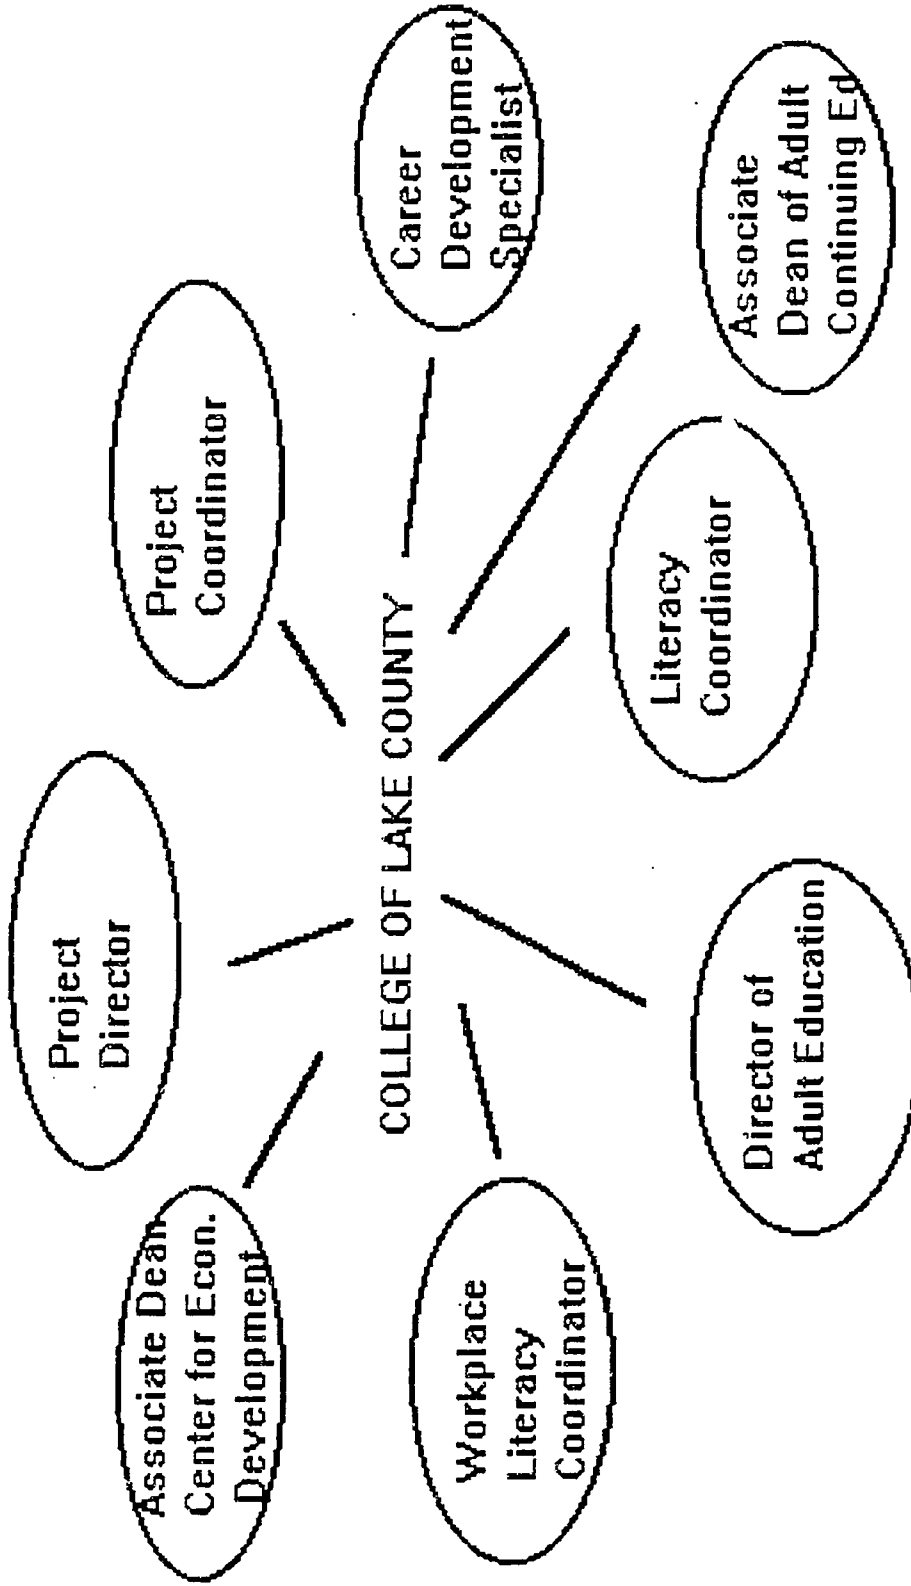 Project
Director
Associate Dean
Center for Econ.
Development
Project
Coordinator
COLLEGE OF LAKE COUNTY
Career
Development
Specialist
Workplace
Literacy
Coordinator
Literacy
Coordinator
Director of
Adult Education
Associate
Dean of Adult
Continuing Ed